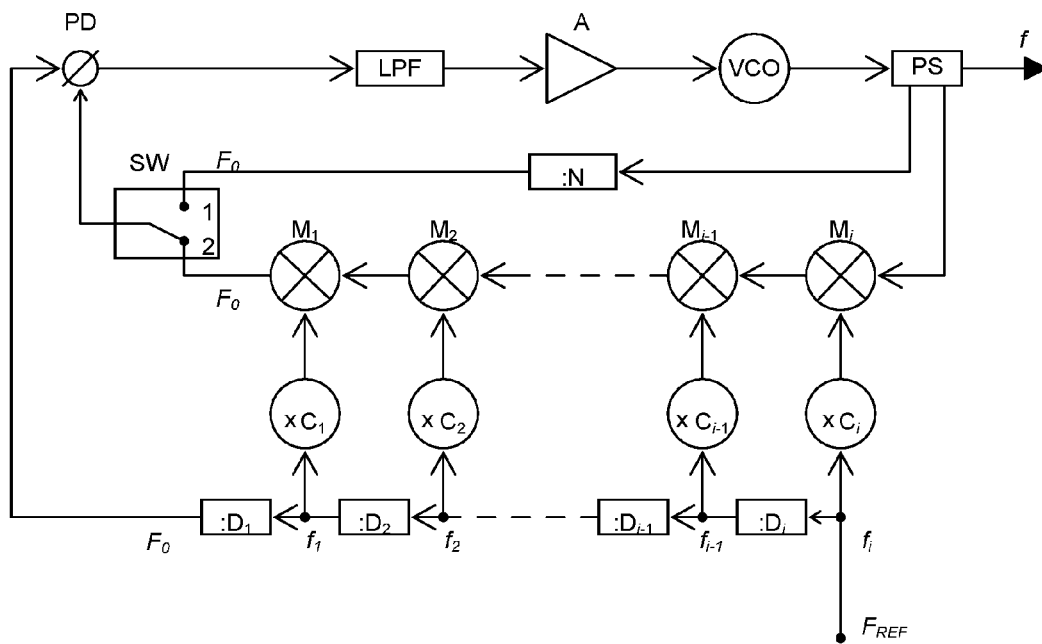 PD
A
f
LPF
VCO
PS
SW
F₀
:N
1
2
M₁
M₂
Mᵢ₋₁
Mᵢ
F₀
x C₁
x C₂
x Cᵢ₋₁
x Cᵢ
:D₁
:D₂
:Dᵢ₋₁
:Dᵢ
F₀
f₁
f₂
fᵢ₋₁
fᵢ
F_REF